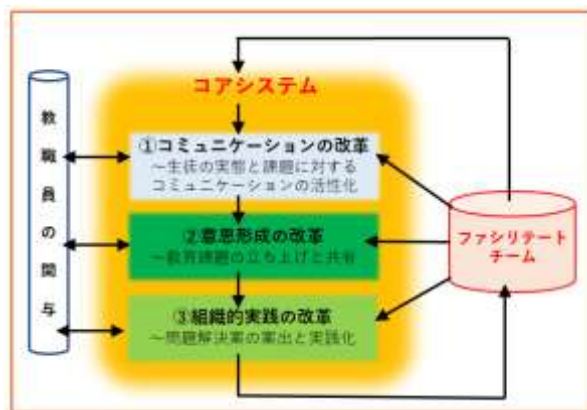 コアシステム
教職員の関与
①コミュニケーションの改革
～生徒の実態と課題に対する
コミュニケーションの活性化
②意思形成の改革
～教育課題の立ち上げと共有
③組織的実践の改革
～問題解決策の案出と実践化
ファシリテート
チーム